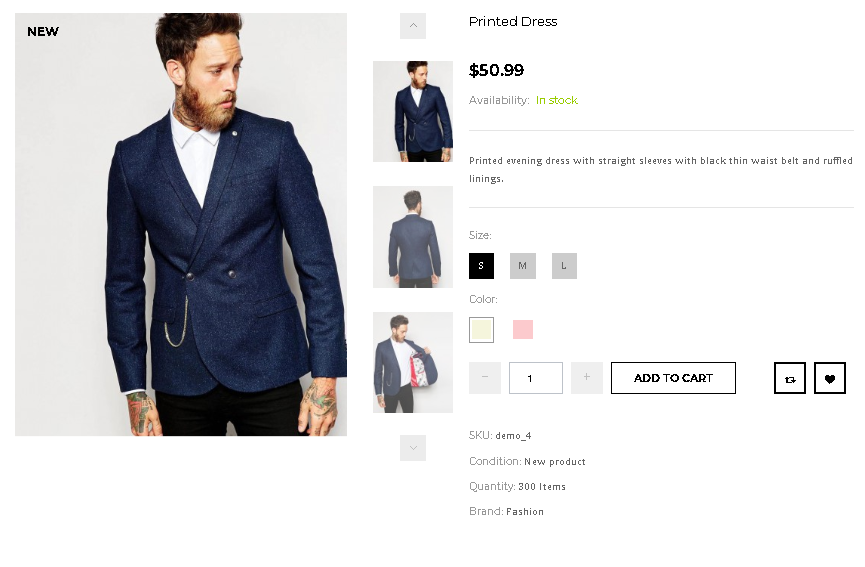 NEW
Printed Dress
$50.99
Availability: In stock
Printed evening dress with straight sleeves with black thin waist belt and ruffled
linings.
Size:
S M L
Color:
− 1 + ADD TO CART
SKU: demo_4
Condition: New product
Quantity: 300 Items
Brand: Fashion